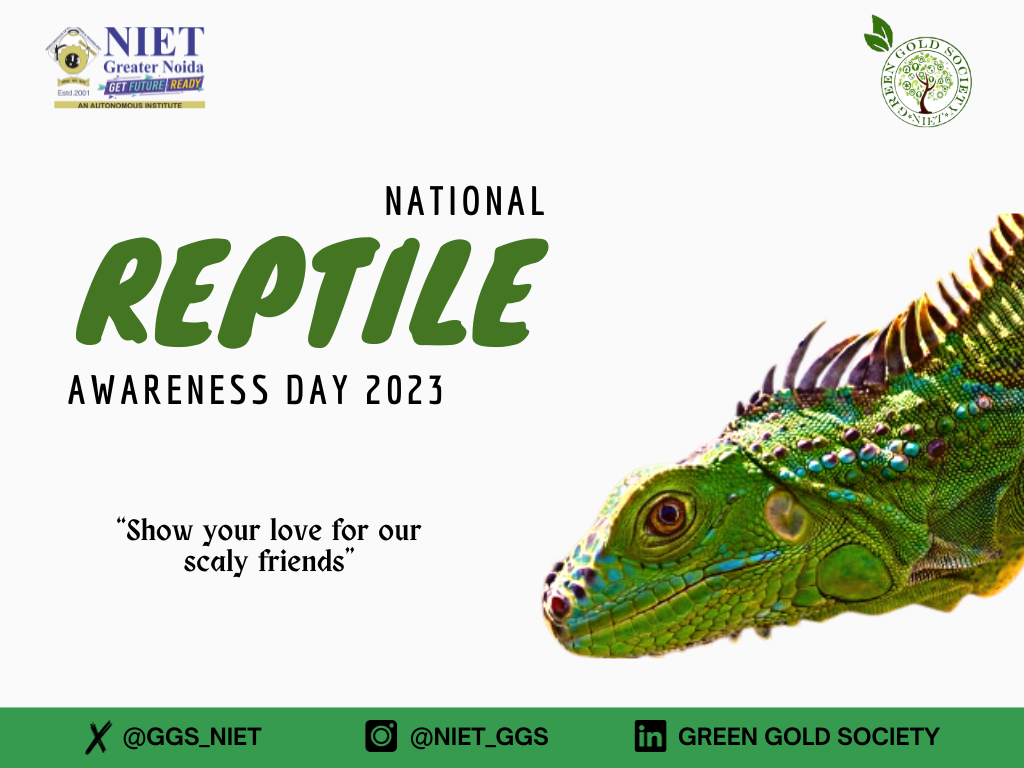 NIET
Greater Noida
GET FUTURE READY
Estd.2001
AN AUTONOMOUS INSTITUTE
GREEN GOLD SOCIETY
NIET
NATIONAL
REPTILE
AWARENESS DAY 2023
“Show your love for our
scaly friends”
@GGS_NIET
@NIET_GGS
GREEN GOLD SOCIETY